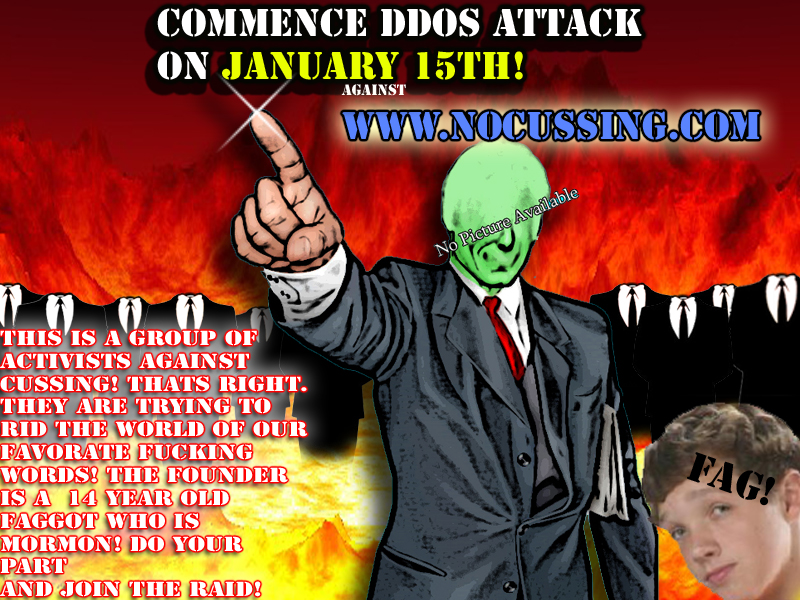 COMMENCE DDOS ATTACK
ON JANUARY 15TH!
AGAINST
WWW.NOCUSSING.COM
No Picture Available
THIS IS A GROUP OF
ACTIVISTS AGAINST
CUSSING! THATS RIGHT.
THEY ARE TRYING TO
RID THE WORLD OF OUR
FAVORATE FUCKING
WORDS! THE FOUNDER
IS A 14 YEAR OLD
FAGGOT WHO IS
MORMON! DO YOUR
PART
AND JOIN THE RAID!
FAG!